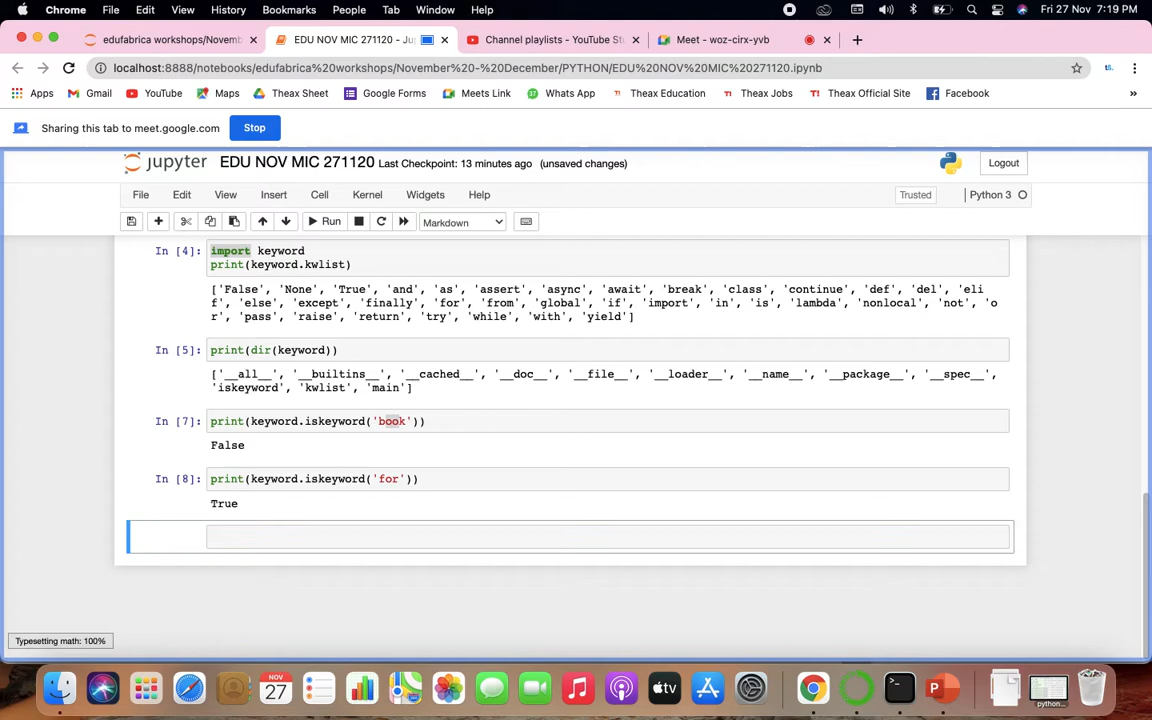 Chrome File Edit View History Bookmarks People Tab Window Help Fri 27 Nov 7:19 PM
edufabrica workshops/Novemb EDU NOV MIC 271120 - Ju Channel playlists - YouTube St Meet - woz-cirx-yvb
localhost:8888/notebooks/edufabrica%20workshops/November%20-%20December/PYTHON/EDU%20NOV%20MIC%20271120.ipynb
Apps Gmail YouTube Maps Theax Sheet Google Forms Meets Link Whats App Theax Education Theax Jobs Theax Official Site Facebook »
Sharing this tab to meet.google.com Stop
jupyter EDU NOV MIC 271120 Last Checkpoint: 13 minutes ago (unsaved changes) Logout
File Edit View Insert Cell Kernel Widgets Help Trusted Python 3
Run Markdown
In [4]: import keyword
print(keyword.kwlist)
['False', 'None', 'True', 'and', 'as', 'assert', 'async', 'await', 'break', 'class', 'continue', 'def', 'del', 'eli
f', 'else', 'except', 'finally', 'for', 'from', 'global', 'if', 'import', 'in', 'is', 'lambda', 'nonlocal', 'not', 'o
r', 'pass', 'raise', 'return', 'try', 'while', 'with', 'yield']
In [5]: print(dir(keyword))
['__all__', '__builtins__', '__cached__', '__doc__', '__file__', '__loader__', '__name__', '__package__', '__spec__',
'iskeyword', 'kwlist', 'main']
In [7]: print(keyword.iskeyword('book'))
False
In [8]: print(keyword.iskeyword('for'))
True
Typesetting math: 100%
NOV
27
tv
python...